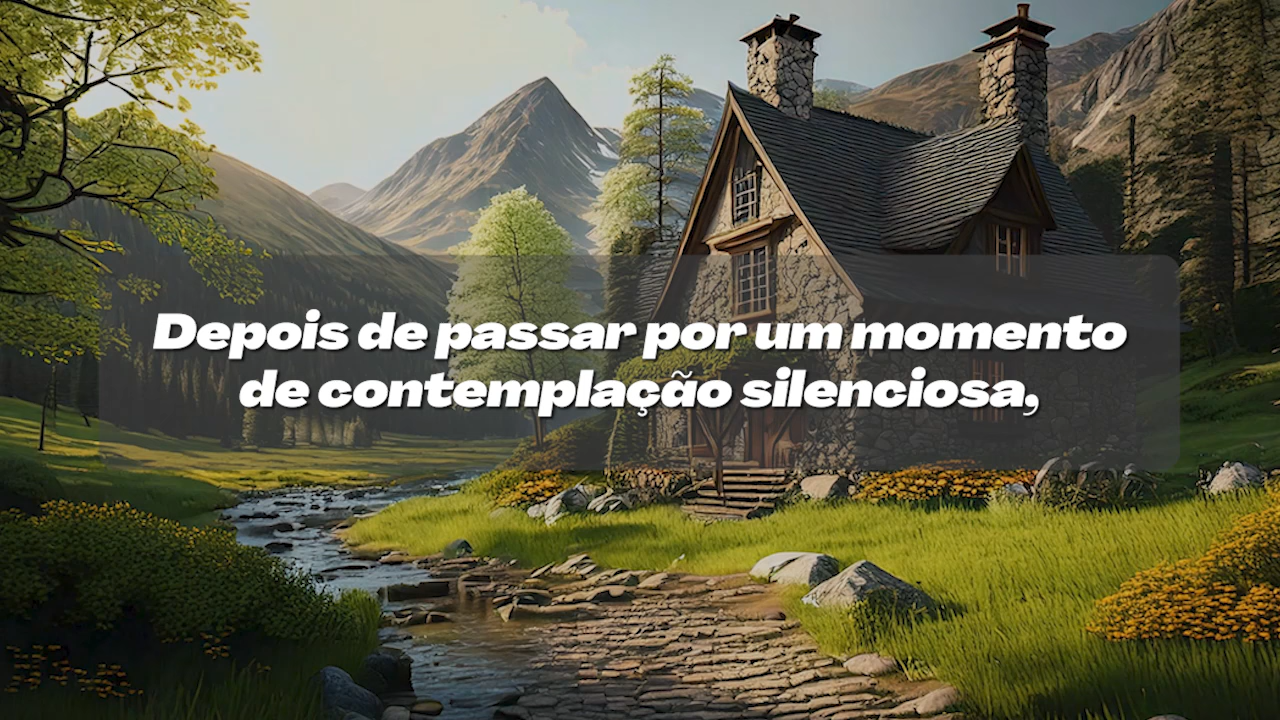 Depois de passar por um momento
de contemplação silenciosa,